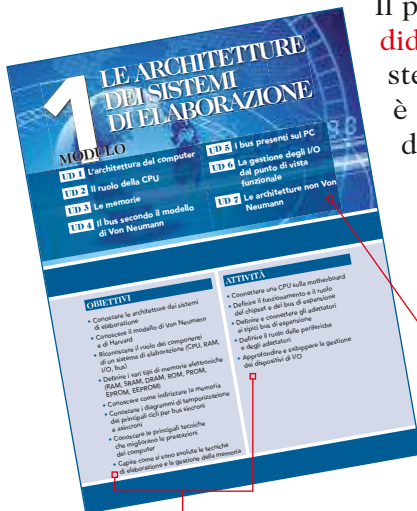 Il p
did
ste
è
d
1
MODULO
LE ARCHITETTURE
DEI SISTEMI
DI ELABORAZIONE
UD 1 L'architettura del computer
UD 2 Il ruolo della CPU
UD 3 Le memorie
UD 4 Il bus secondo il modello
di Von Neumann
UD 5 I bus presenti sul PC
UD 6 La gestione degli I/O
dal punto di vista
funzionale
UD 7 Le architetture non Von
Neumann
OBIETTIVI
• Conoscere le architetture dei sistemi
di elaborazione
• Conoscere il modello di Von Neumann
e di Harvard
• Riconoscere il ruolo dei componenti
di un sistema di elaborazione (CPU, RAM,
I/O, bus)
• Definire i vari tipi di memorie elettroniche
(RAM, SRAM, DRAM, ROM, PROM,
EPROM, EEPROM)
• Conoscere come indirizzare la memoria
• Conoscere i diagrammi di temporizzazione
dei principali cicli per bus sincroni
e asincroni
• Conoscere le principali tecniche
che migliorano le prestazioni
dei computer
• Capire come si sono evolute le tecniche
di elaborazione e la gestione della memoria
ATTIVITÀ
• Connettere una CPU sulla motherboard
• Definire il funzionamento e il ruolo
del chipset e dei bus di espansione
• Definire e connettere gli adattatori
ai tipici bus di espansione
• Definire il ruolo delle periferiche
e degli adattatori
• Approfondire e sviluppare la gestione
dei dispositivi di I/O